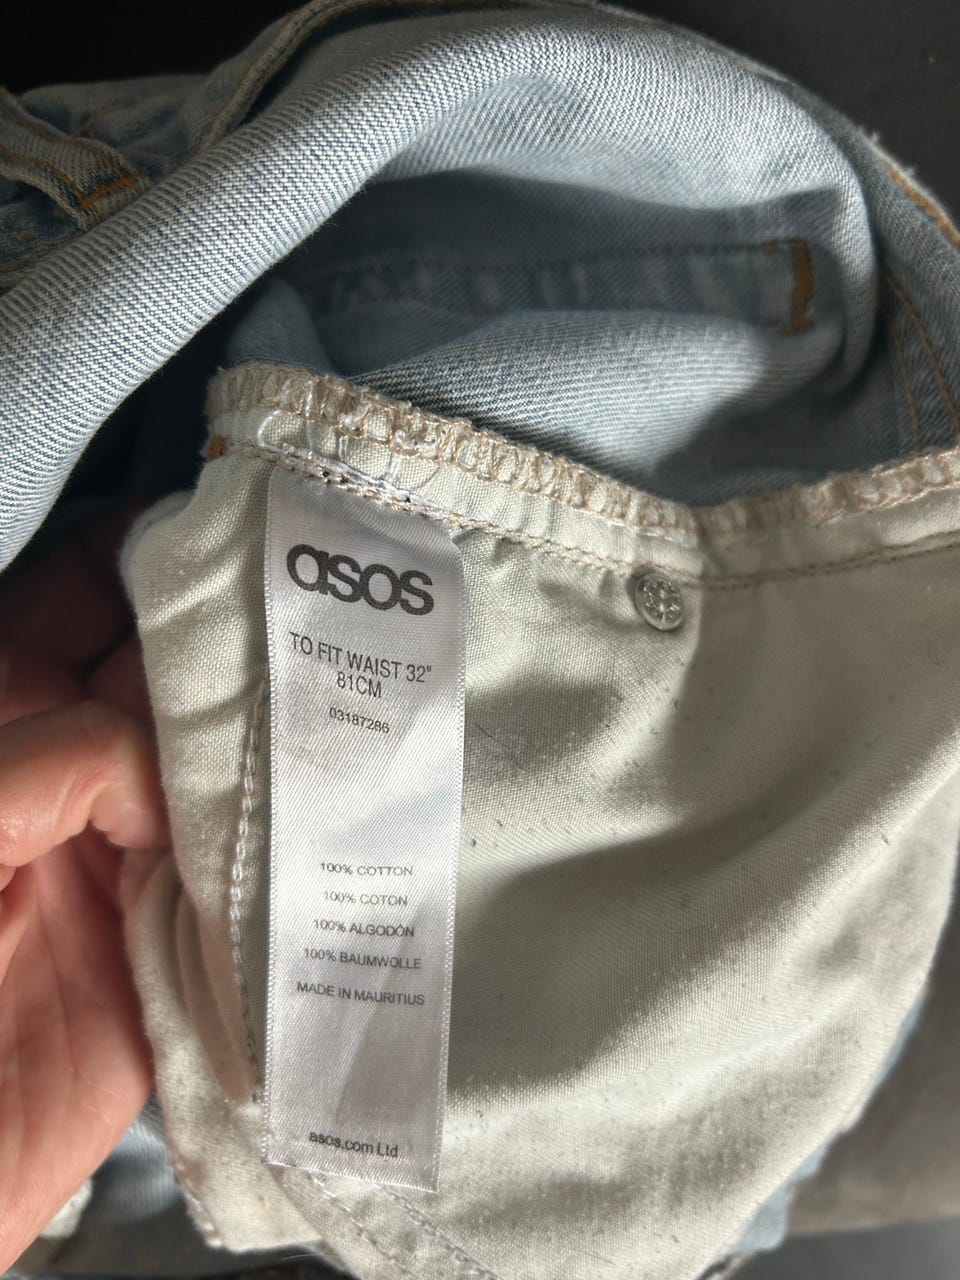 asos
TO FIT WAIST 32"
81CM
03187286
100% COTTON
100% COTON
100% ALGODÓN
100% BAUMWOLLE
MADE IN MAURITIUS
asos.com Ltd